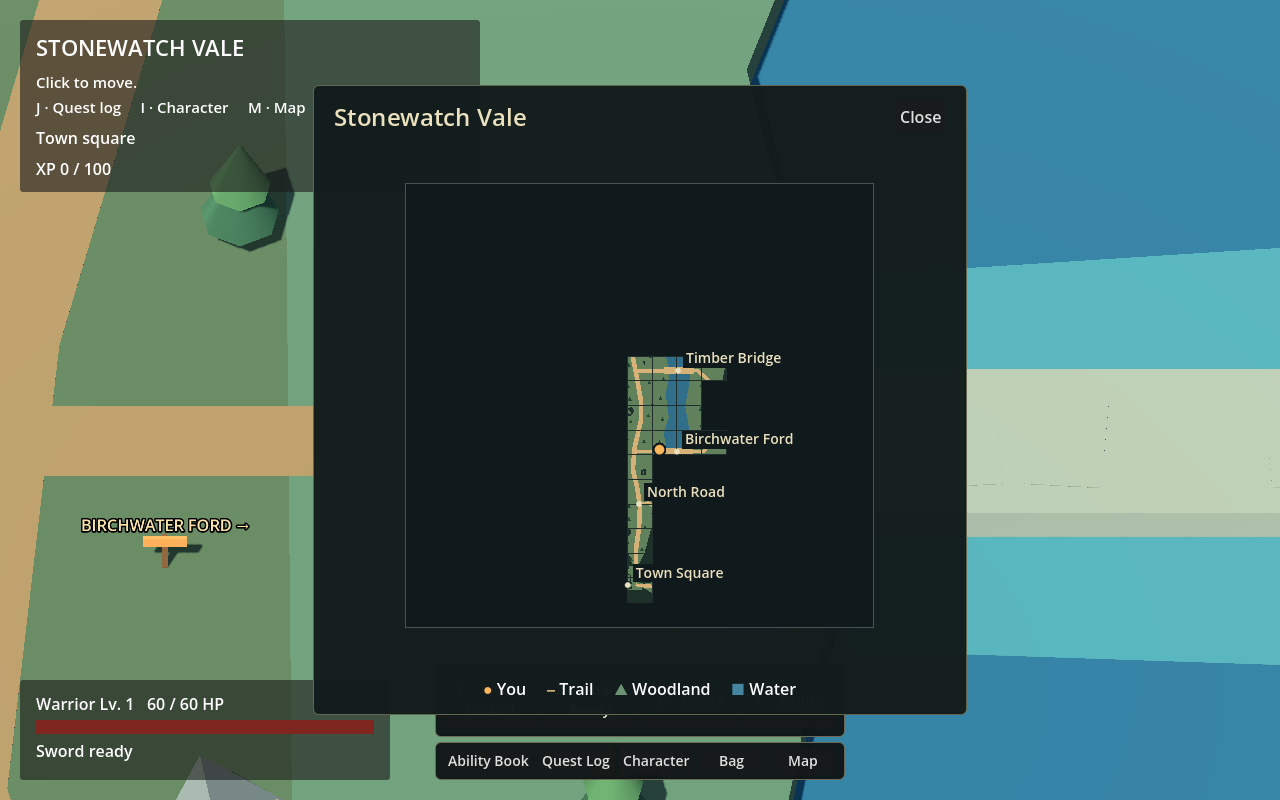 STONEWATCH VALE
Click to move.
J · Quest log I · Character M · Map
Town square
XP 0 / 100
Stonewatch Vale
Close
Timber Bridge
Birchwater Ford
North Road
Town Square
BIRCHWATER FORD →
● You – Trail ▲ Woodland ■ Water
Warrior Lv. 1 60 / 60 HP
Sword ready
Ability Book Quest Log Character Bag Map